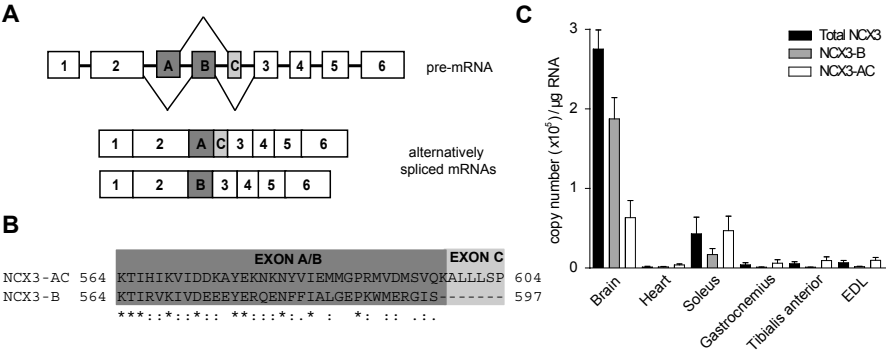 A
1 2 A B C 3 4 5 6
pre-mRNA
1 2 A C 3 4 5 6
1 2 B 3 4 5 6
alternatively
spliced mRNAs
B
EXON A/B EXON C
NCX3-AC 564 KTIHIKVIDDKAYEKNKNYVIEMMGPRMVDMSVQKALLLSP 604
NCX3-B 564 KTIRVKIVDEEEYERQENFFIALGEPKWMERGIS------- 597
***::*::*::.**::::*::.: : *:.: .:.
C
copy number (x10⁵) / µg RNA
3
2
1
0
Total NCX3
NCX3-B
NCX3-AC
Brain
Heart
Soleus
Gastrocnemius
Tibialis anterior
EDL